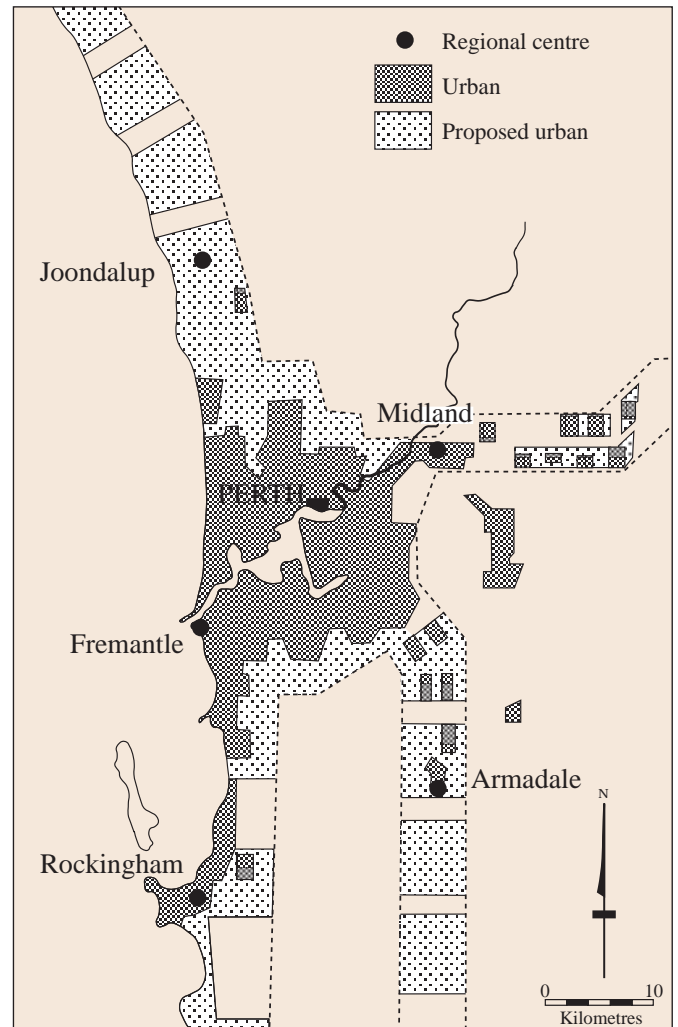 Regional centre
Urban
Proposed urban
Joondalup
Midland
PERTH
Fremantle
Armadale
N
Rockingham
0 10
Kilometres